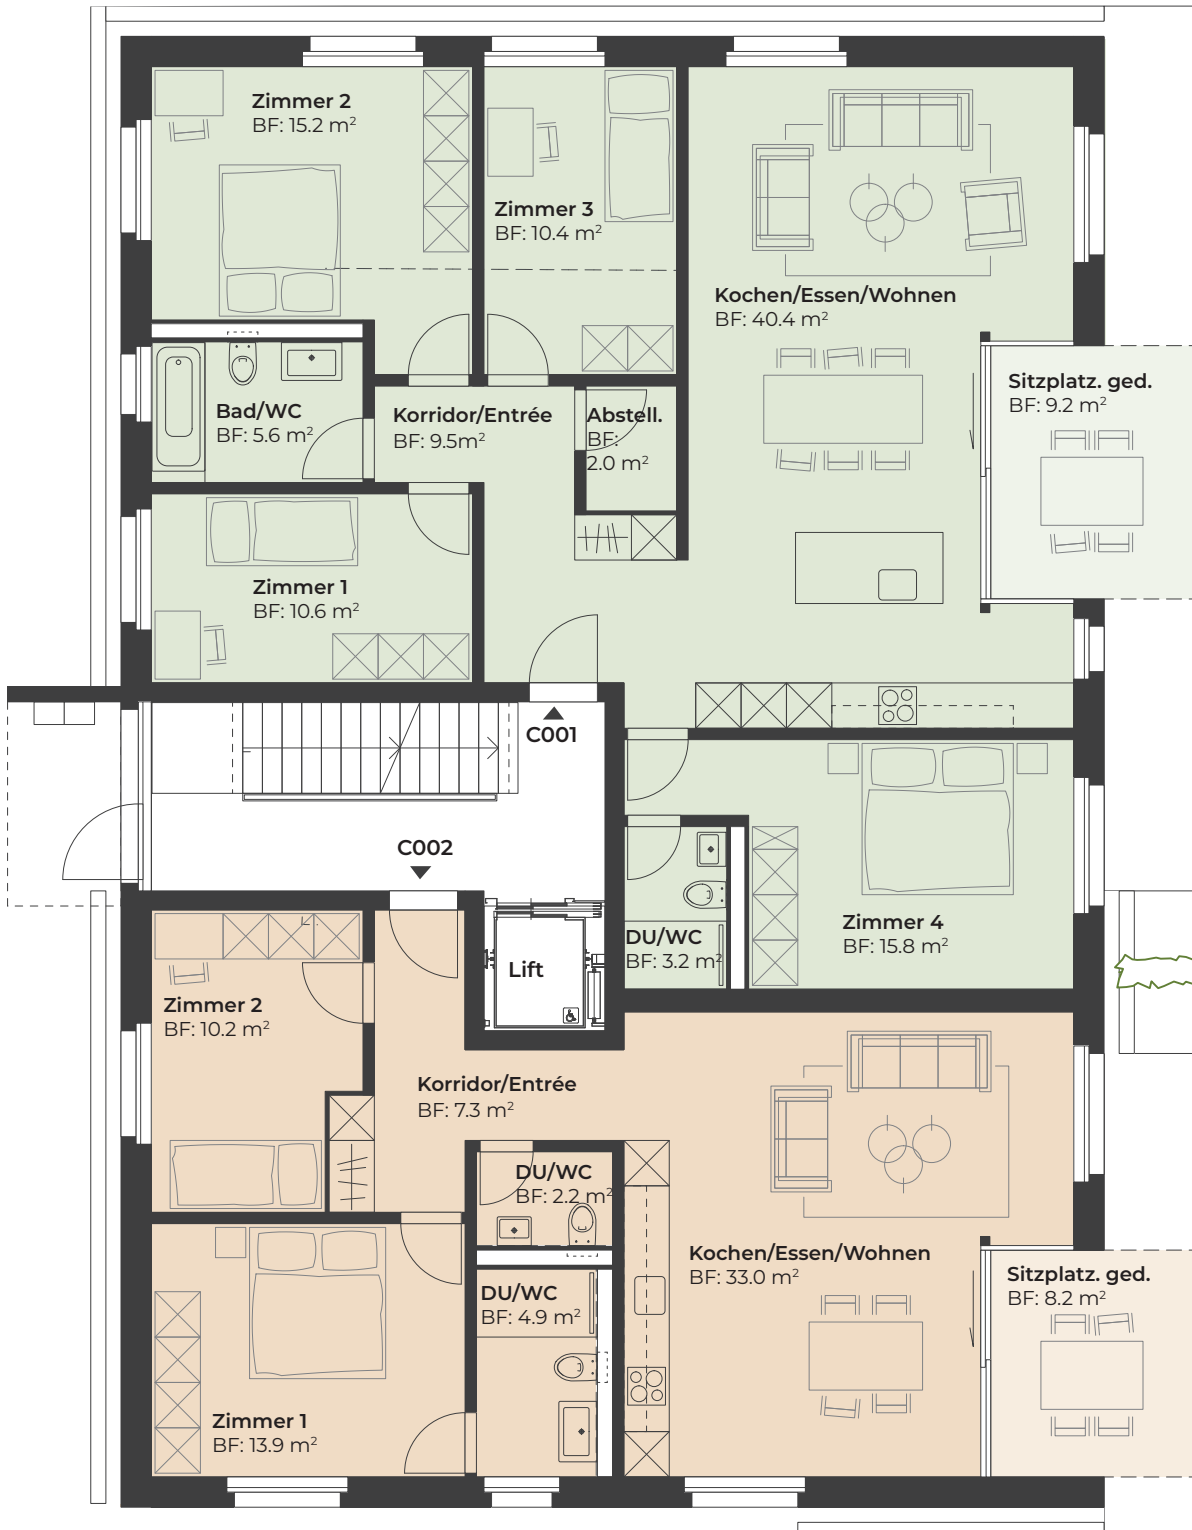 Zimmer 2
BF: 15.2 m²
Zimmer 3
BF: 10.4 m²
Kochen/Essen/Wohnen
BF: 40.4 m²
Sitzplatz. ged.
BF: 9.2 m²
Bad/WC
BF: 5.6 m²
Korridor/Entrée
BF: 9.5m²
Abstell.
BF:
2.0 m²
Zimmer 1
BF: 10.6 m²
C001
C002
Zimmer 4
BF: 15.8 m²
DU/WC
BF: 3.2 m²
Lift
Zimmer 2
BF: 10.2 m²
Korridor/Entrée
BF: 7.3 m²
DU/WC
BF: 2.2 m²
Kochen/Essen/Wohnen
BF: 33.0 m²
Sitzplatz. ged.
BF: 8.2 m²
DU/WC
BF: 4.9 m²
Zimmer 1
BF: 13.9 m²